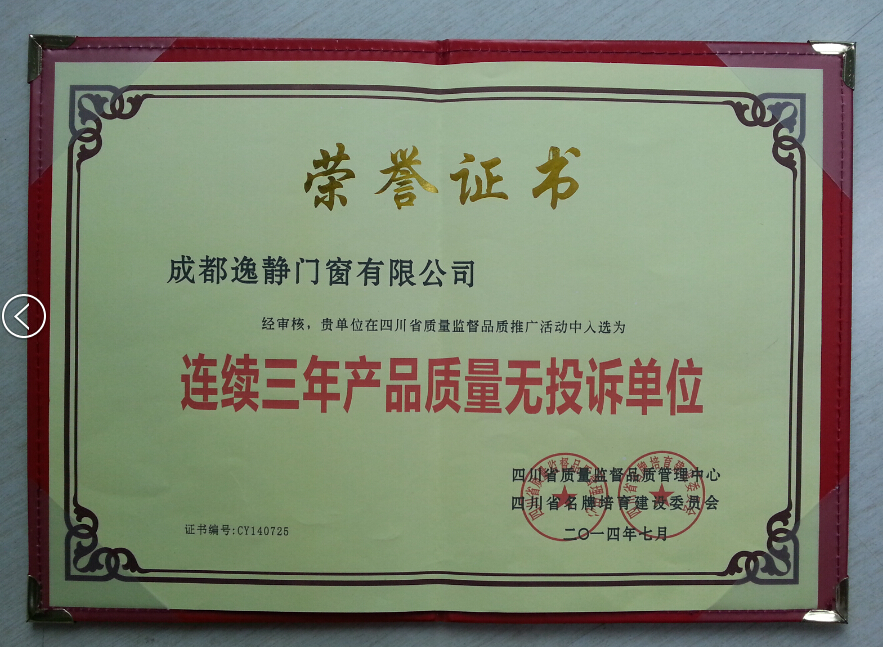 荣誉证书
成都逸静门窗有限公司
经审核，贵单位在四川省质量监督品质推广活动中入选为
连续三年产品质量无投诉单位
四川省质量监督品质管理中心
四川省名牌培育建设委员会
二〇一四年七月
证书编号:CY140725